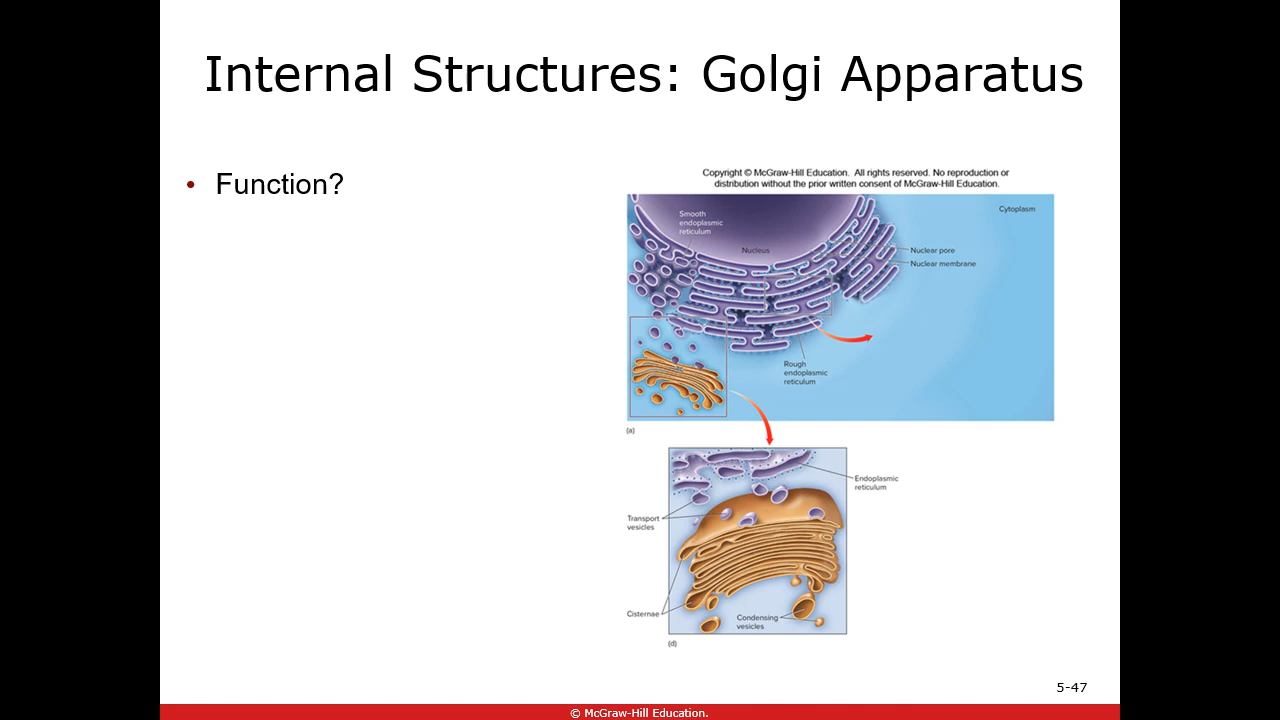 Internal Structures: Golgi Apparatus
• Function?
Copyright © McGraw-Hill Education. All rights reserved. No reproduction or
distribution without the prior written consent of McGraw-Hill Education.
Smooth
endoplasmic
reticulum
Cytoplasm
Nucleus
Nuclear pore
Nuclear membrane
Rough
endoplasmic
reticulum
(a)
Endoplasmic
reticulum
Transport
vesicles
Cisternae
Condensing
vesicles
(d)
5-47
© McGraw-Hill Education.